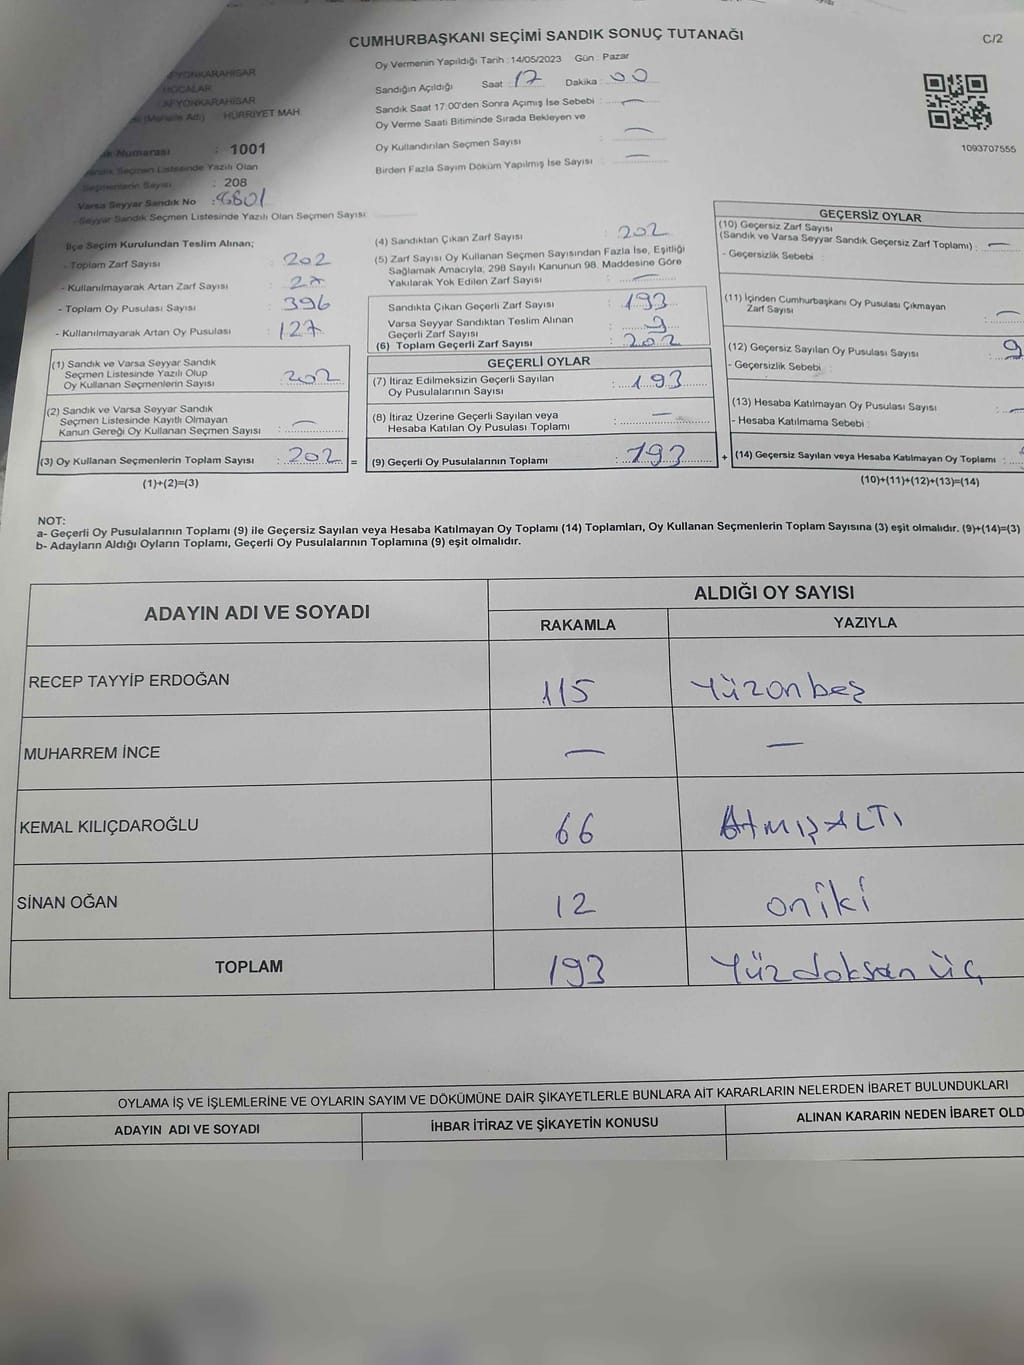 CUMHURBAŞKANI SEÇİMİ SANDIK SONUÇ TUTANAĞI
C/2
Oy Vermenin Yapıldığı Tarih : 14/05/2023 Gün : Pazar
Sandığın Açıldığı Saat : 17 Dakika : 00
Sandık Saat 17:00'den Sonra Açımış İse Sebebi : —
Oy Verme Saati Bitiminde Sırada Bekleyen ve
Oy Kullandırılan Seçmen Sayısı : —
Birden Fazla Sayım Döküm Yapılmış İse Sayısı : —
AFYONKARAHİSAR
HOCALAR
AFYONKARAHİSAR
(Mahalle Adı) HÜRRİYET MAH.
Numarası : 1001
Sandık Seçmen Listesinde Yazılı Olan
Seçmenlerin Sayısı : 208
Varsa Seyyar Sandık No :
- Seyyar Sandık Seçmen Listesinde Yazılı Olan Seçmen Sayısı
1093707555
İlçe Seçim Kurulundan Teslim Alınan;
- Toplam Zarf Sayısı : 202
- Kullanılmayarak Artan Zarf Sayısı : 27
- Toplam Oy Pusulası Sayısı : 396
- Kullanılmayarak Artan Oy Pusulası : 127
(1) Sandık ve Varsa Seyyar Sandık
Seçmen Listesinde Yazılı Olup
Oy Kullanan Seçmenlerin Sayısı : 202
(2) Sandık ve Varsa Seyyar Sandık
Seçmen Listesinde Kayıtlı Olmayan
Kanun Gereği Oy Kullanan Seçmen Sayısı : —
(3) Oy Kullanan Seçmenlerin Toplam Sayısı : 202 =
(1)+(2)=(3)
(4) Sandıktan Çıkan Zarf Sayısı : 202
(5) Zarf Sayısı Oy Kullanan Seçmen Sayısından Fazla İse, Eşitliği
Sağlamak Amacıyla; 298 Sayılı Kanunun 98. Maddesine Göre
Yakılarak Yok Edilen Zarf Sayısı : —
Sandıkta Çıkan Geçerli Zarf Sayısı : 193
Varsa Seyyar Sandıktan Teslim Alınan
Geçerli Zarf Sayısı : 9
(6) Toplam Geçerli Zarf Sayısı : 202
GEÇERLİ OYLAR
(7) İtiraz Edilmeksizin Geçerli Sayılan
Oy Pusulalarının Sayısı : 193
(8) İtiraz Üzerine Geçerli Sayılan veya
Hesaba Katılan Oy Pusulası Toplamı : —
(9) Geçerli Oy Pusulalarının Toplamı : 193 +
GEÇERSİZ OYLAR
(10) Geçersiz Zarf Sayısı
(Sandık ve Varsa Seyyar Sandık Geçersiz Zarf Toplamı) : —
- Geçersizlik Sebebi :
(11) İçinden Cumhurbaşkanı Oy Pusulası Çıkmayan
Zarf Sayısı : —
(12) Geçersiz Sayılan Oy Pusulası Sayısı : 9
- Geçersizlik Sebebi :
(13) Hesaba Katılmayan Oy Pusulası Sayısı : —
- Hesaba Katılmama Sebebi :
(14) Geçersiz Sayılan veya Hesaba Katılmayan Oy Toplamı :
(10)+(11)+(12)+(13)=(14)
NOT:
a- Geçerli Oy Pusulalarının Toplamı (9) ile Geçersiz Sayılan veya Hesaba Katılmayan Oy Toplamı (14) Toplamları, Oy Kullanan Seçmenlerin Toplam Sayısına (3) eşit olmalıdır. (9)+(14)=(3)
b- Adayların Aldığı Oyların Toplamı, Geçerli Oy Pusulalarının Toplamına (9) eşit olmalıdır.
ADAYIN ADI VE SOYADI
ALDIĞI OY SAYISI
RAKAMLA YAZIYLA
RECEP TAYYİP ERDOĞAN 115 Yüzonbeş
MUHARREM İNCE — —
KEMAL KILIÇDAROĞLU 66 AtmışALTI
SİNAN OĞAN 12 oniki
TOPLAM 193 Yüzdoksan üç
OYLAMA İŞ VE İŞLEMLERİNE VE OYLARIN SAYIM VE DÖKÜMÜNE DAİR ŞİKAYETLERLE BUNLARA AİT KARARLARIN NELERDEN İBARET BULUNDUKLARI
ADAYIN ADI VE SOYADI İHBAR İTİRAZ VE ŞİKAYETİN KONUSU ALINAN KARARIN NEDEN İBARET OLD